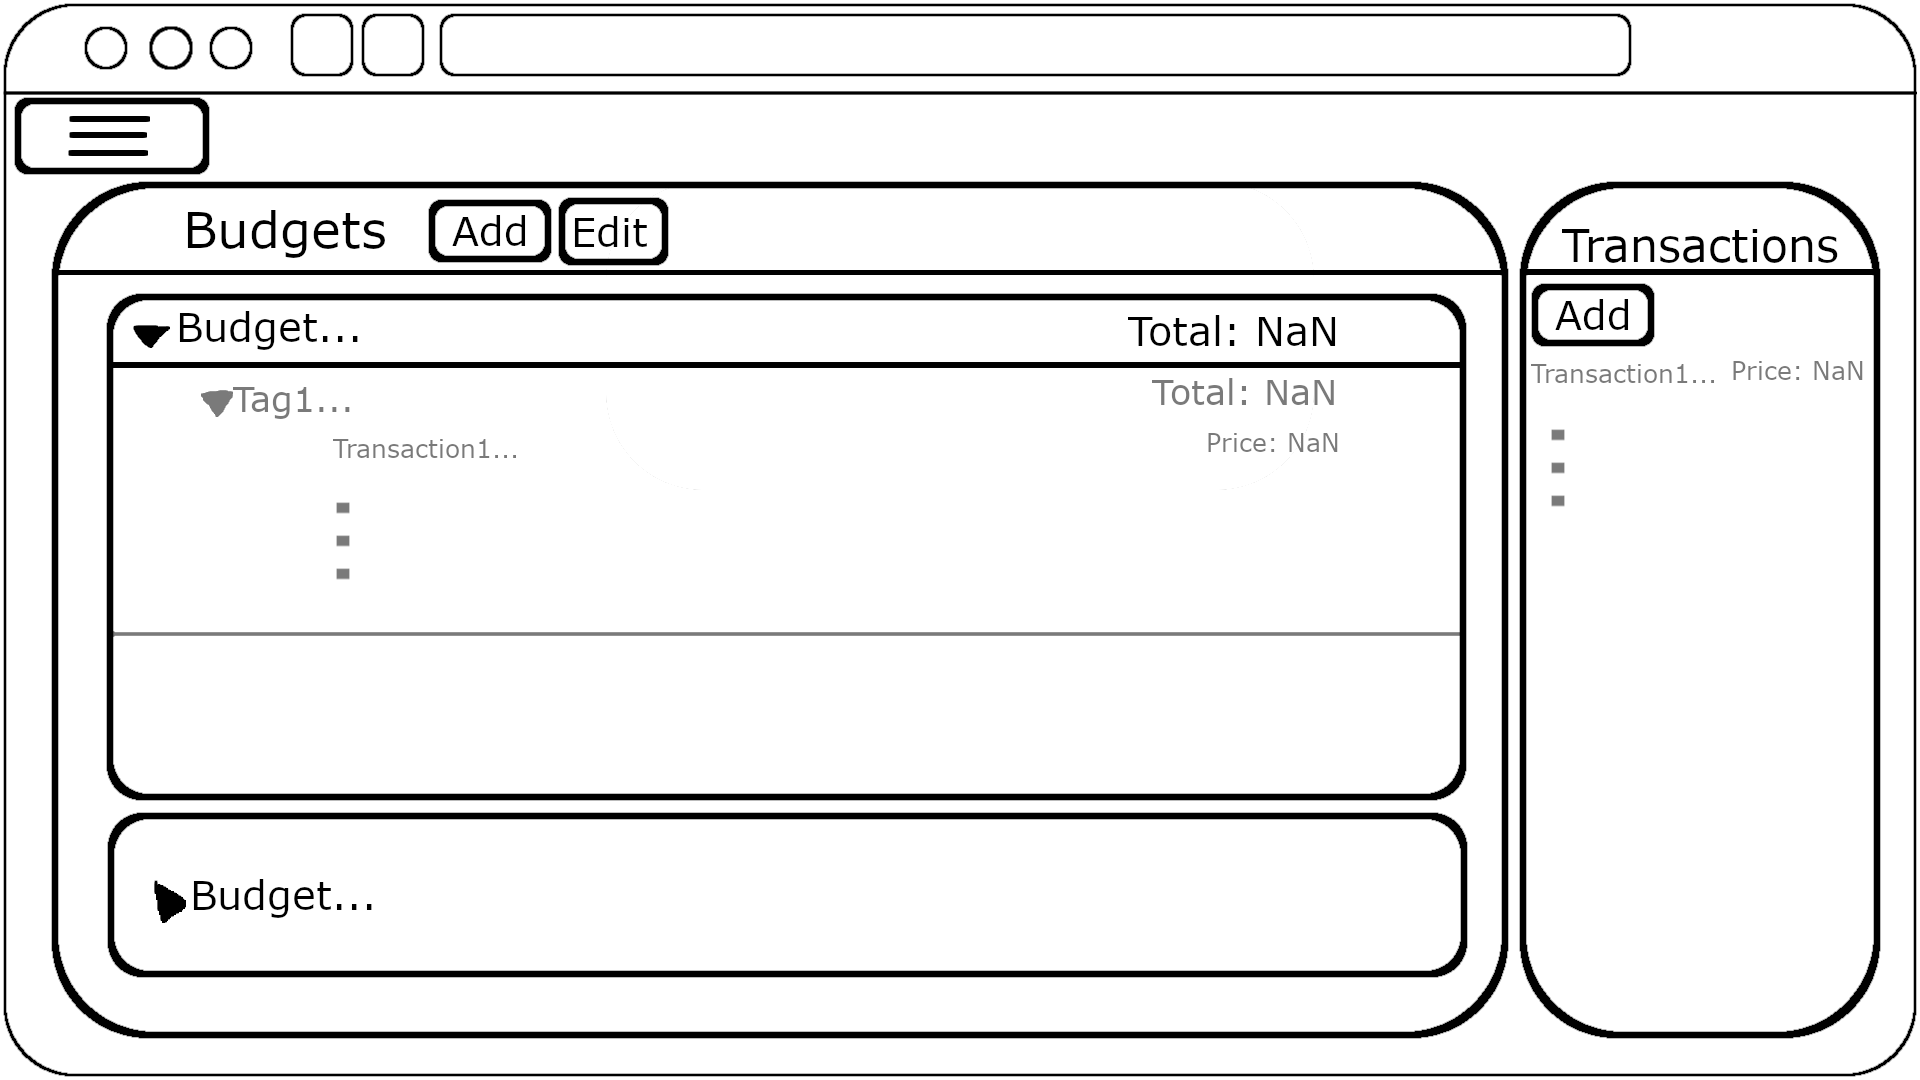 Budgets Add Edit
Budget... Total: NaN
Tag1... Total: NaN
Transaction1... Price: NaN
Budget...
Transactions
Add
Transaction1... Price: NaN